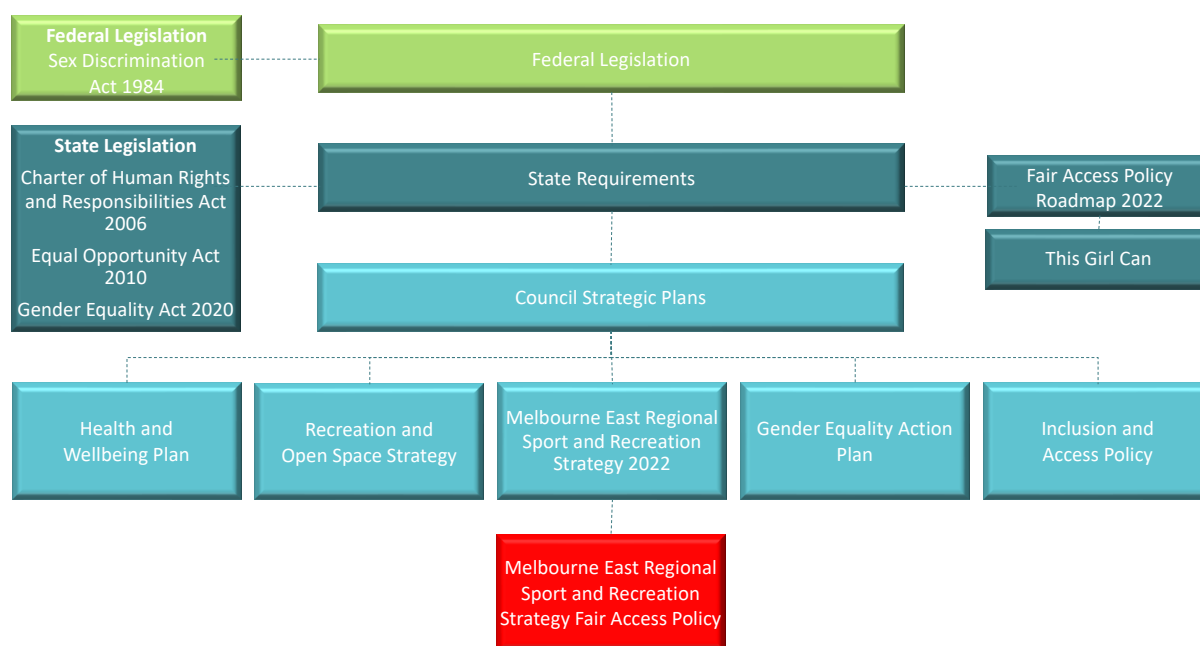 Federal Legislation
Sex Discrimination
Act 1984
Federal Legislation
State Legislation
Charter of Human Rights
and Responsibilities Act
2006
Equal Opportunity Act
2010
Gender Equality Act 2020
State Requirements
Fair Access Policy
Roadmap 2022
This Girl Can
Council Strategic Plans
Health and
Wellbeing Plan
Recreation and
Open Space Strategy
Melbourne East Regional
Sport and Recreation
Strategy 2022
Gender Equality Action
Plan
Inclusion and
Access Policy
Melbourne East Regional
Sport and Recreation
Strategy Fair Access Policy